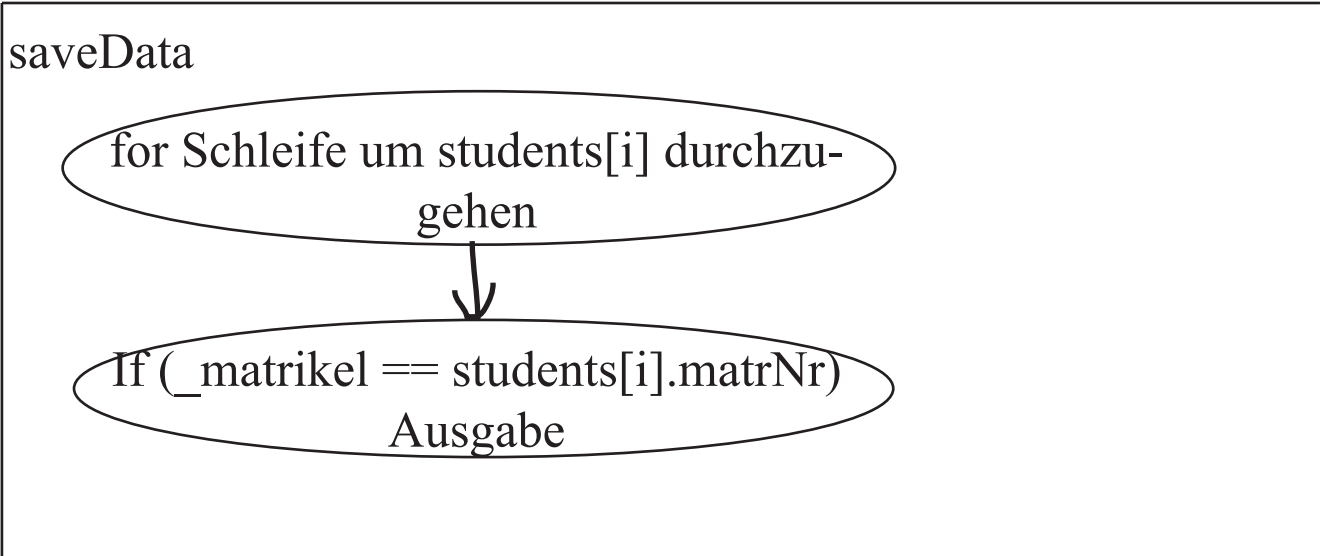 saveData
for Schleife um students[i] durchzu-
gehen
If (_matrikel == students[i].matrNr)
Ausgabe